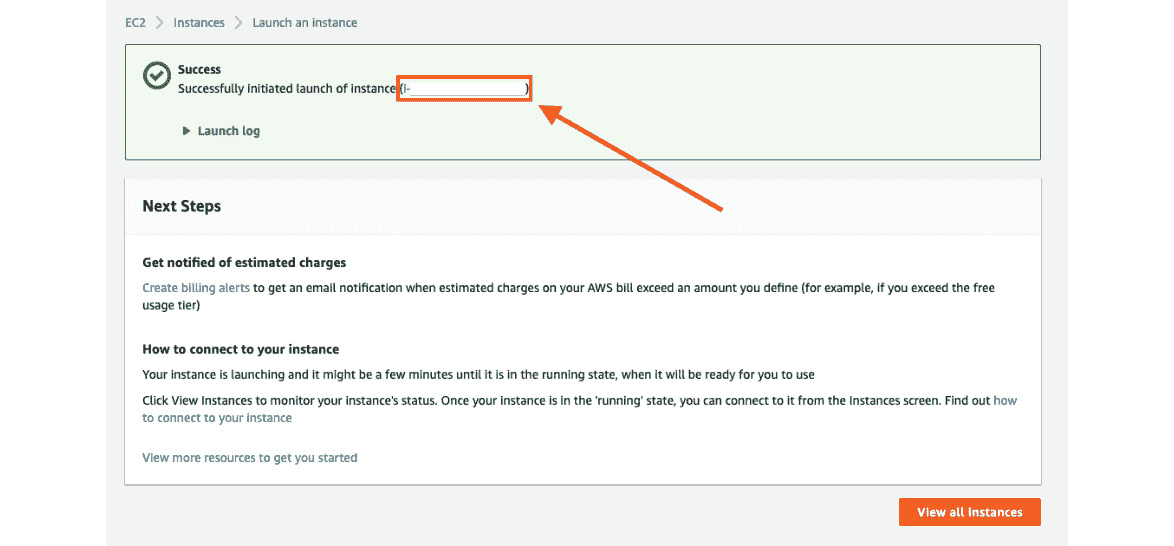 EC2 > Instances > Launch an instance
Success
Successfully initiated launch of instance (i-________________)
Launch log
Next Steps
Get notified of estimated charges
Create billing alerts to get an email notification when estimated charges on your AWS bill exceed an amount you define (for example, if you exceed the free
usage tier)
How to connect to your instance
Your instance is launching and it might be a few minutes until it is in the running state, when it will be ready for you to use
Click View Instances to monitor your instance's status. Once your instance is in the 'running' state, you can connect to it from the Instances screen. Find out how
to connect to your instance
View more resources to get you started
View all instances